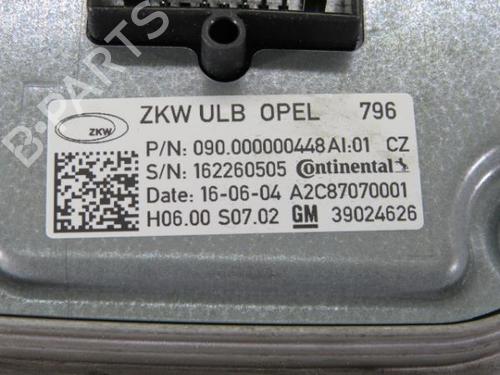 B-PARTS
ZKW ULB OPEL 796
ZKW
P/N: 090.000000448AI:01 CZ
S/N: 162260505 Continental
Date: 16-06-04 A2C87070001
H06.00 S07.02 GM 39024626